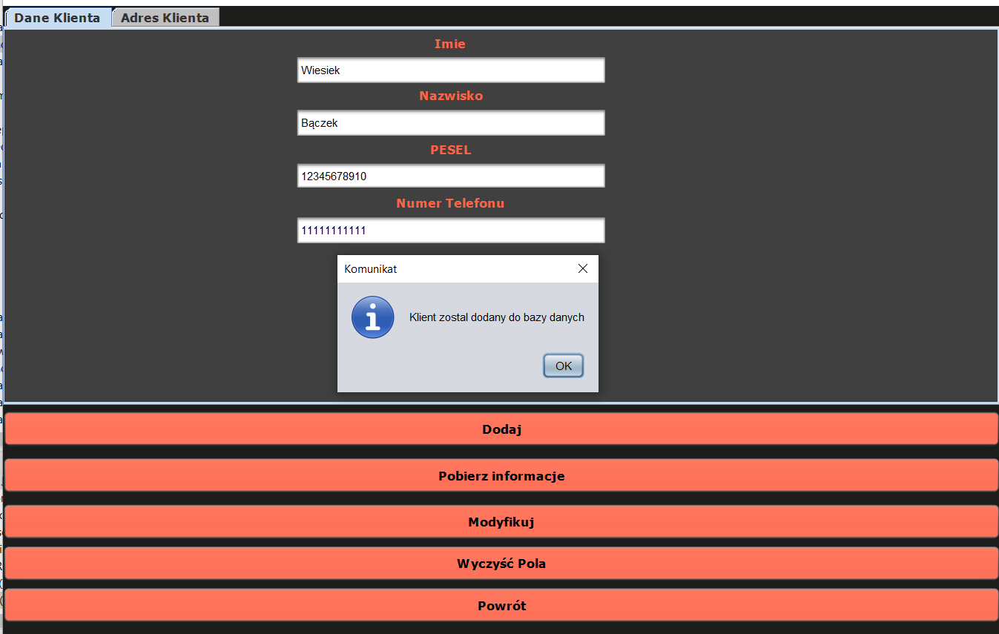 Dane Klienta Adres Klienta
Imie
Wiesiek
Nazwisko
Bączek
PESEL
12345678910
Numer Telefonu
11111111111
Komunikat
Klient zostal dodany do bazy danych
OK
Dodaj
Pobierz informacje
Modyfikuj
Wyczyść Pola
Powrót